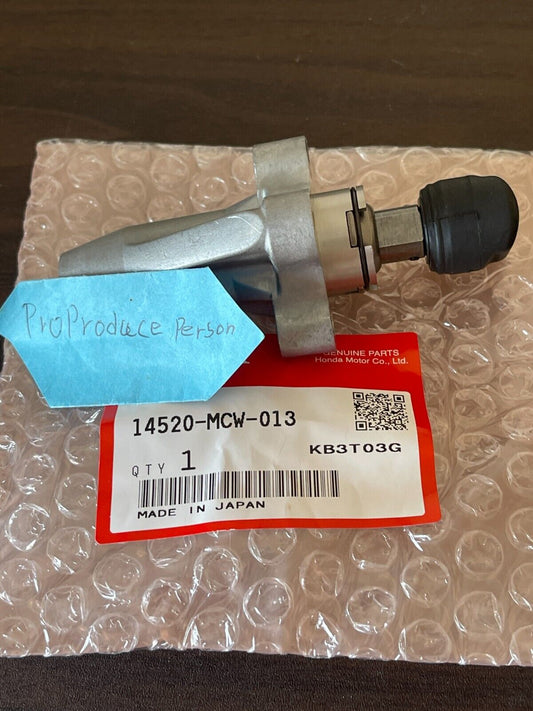 ProProduce Person
GENUINE PARTS
Honda Motor Co., Ltd.
14520-MCW-013
QTY 1
KB3T03G
MADE IN JAPAN